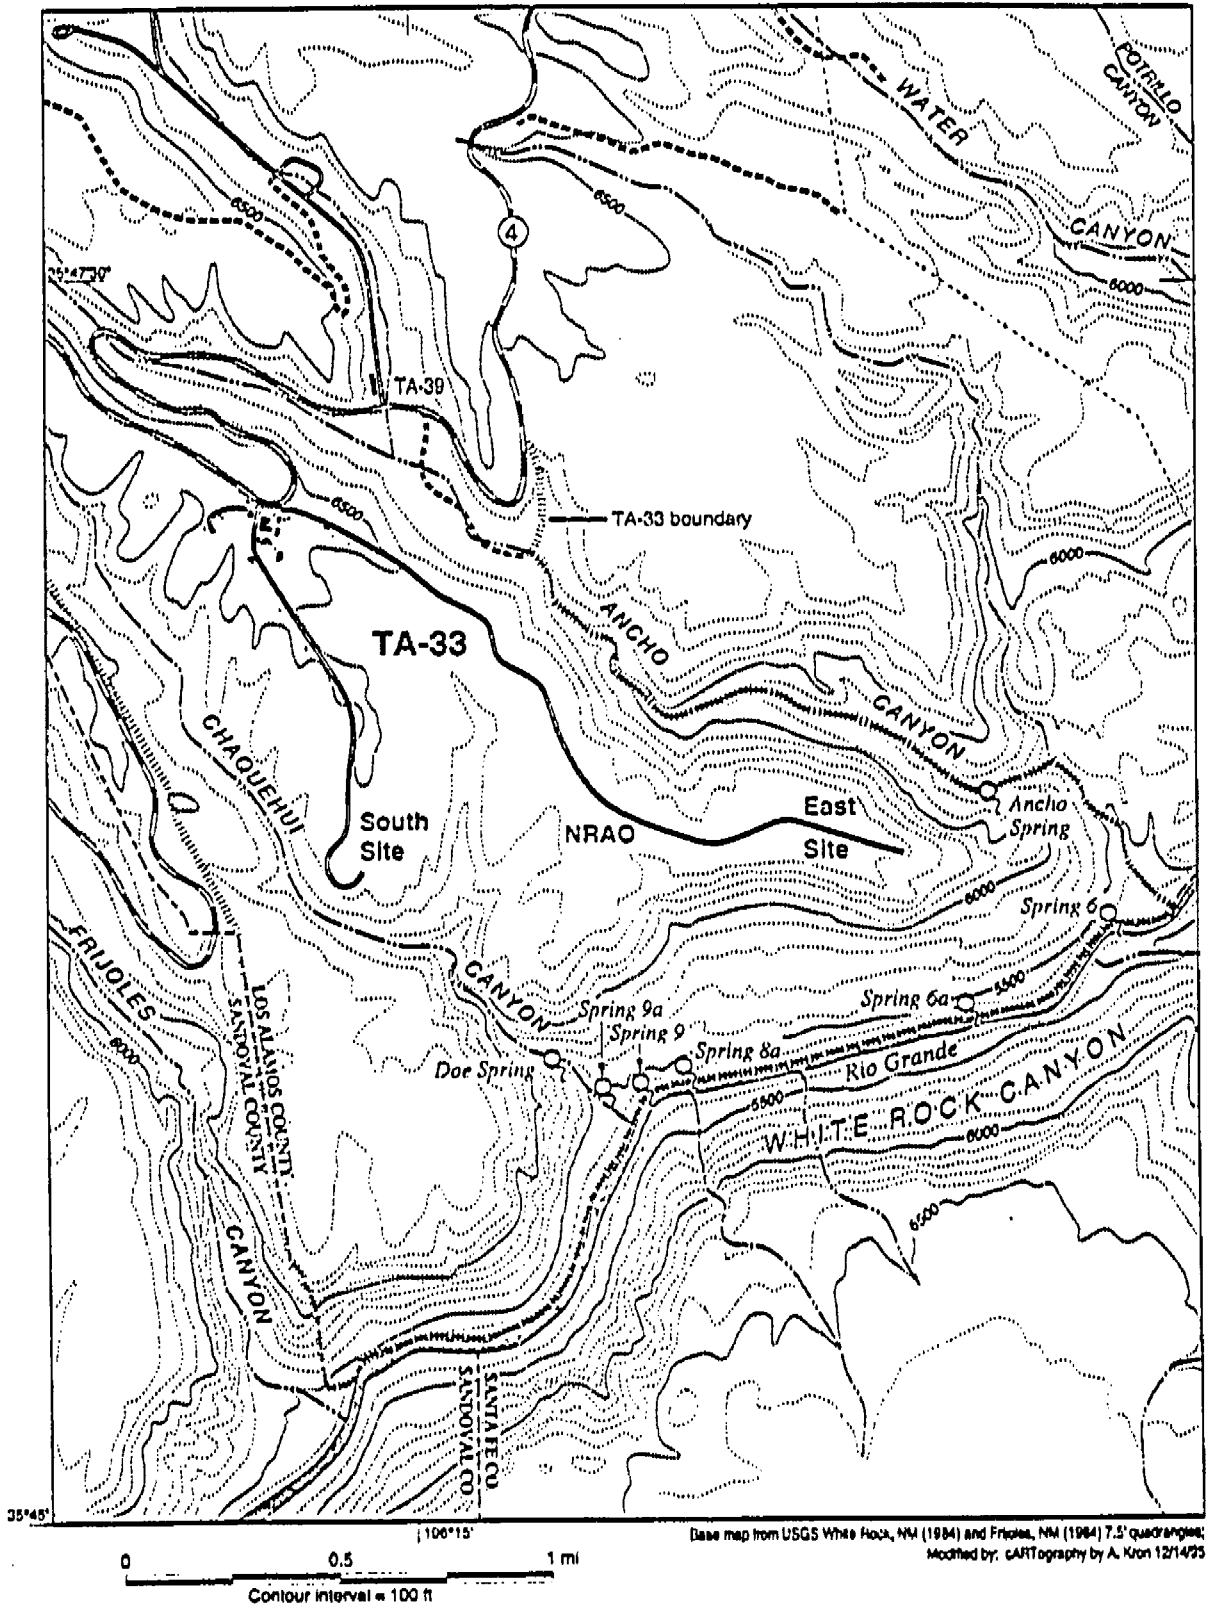 POTRILLO
CANYON
WATER
6500
6500
4
CANYON
35°47'30"
6000
TA-39
6500
TA-33 boundary
6000
ANCHO
TA-33
CANYON
CHAQUEHUI
South
Site
NRAO
East
Site
Ancho
Spring
6000
Spring 6
FRIJOLES
CANYON
LOS ALAMOS COUNTY
SANDOVAL COUNTY
5500
Spring 6a
Spring 9a
Spring 9
6000
Spring 8a
Doe Spring
Rio Grande
WHITE ROCK CANYON
5500
6000
6500
CANYON
SANTA FE CO
SANDOVAL CO
35°45'
106°15'
Base map from USGS White Rock, NM (1984) and Frijoles, NM (1984) 7.5' quadrangles;
Modified by: cARTography by A. Kron 12/14/95
0 0.5 1 mi
Contour interval = 100 ft